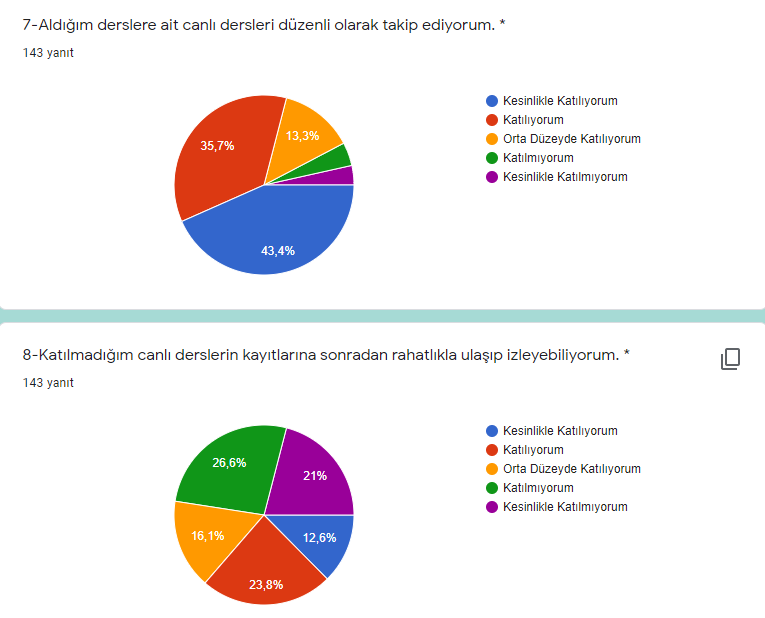 7-Aldığım derslere ait canlı dersleri düzenli olarak takip ediyorum. *
143 yanıt
Kesinlikle Katılıyorum
Katılıyorum
Orta Düzeyde Katılıyorum
Katılmıyorum
Kesinlikle Katılmıyorum
13,3%
35,7%
43,4%
8-Katılmadığım canlı derslerin kayıtlarına sonradan rahatlıkla ulaşıp izleyebiliyorum. *
143 yanıt
Kesinlikle Katılıyorum
Katılıyorum
Orta Düzeyde Katılıyorum
Katılmıyorum
Kesinlikle Katılmıyorum
26,6%
21%
16,1%
12,6%
23,8%